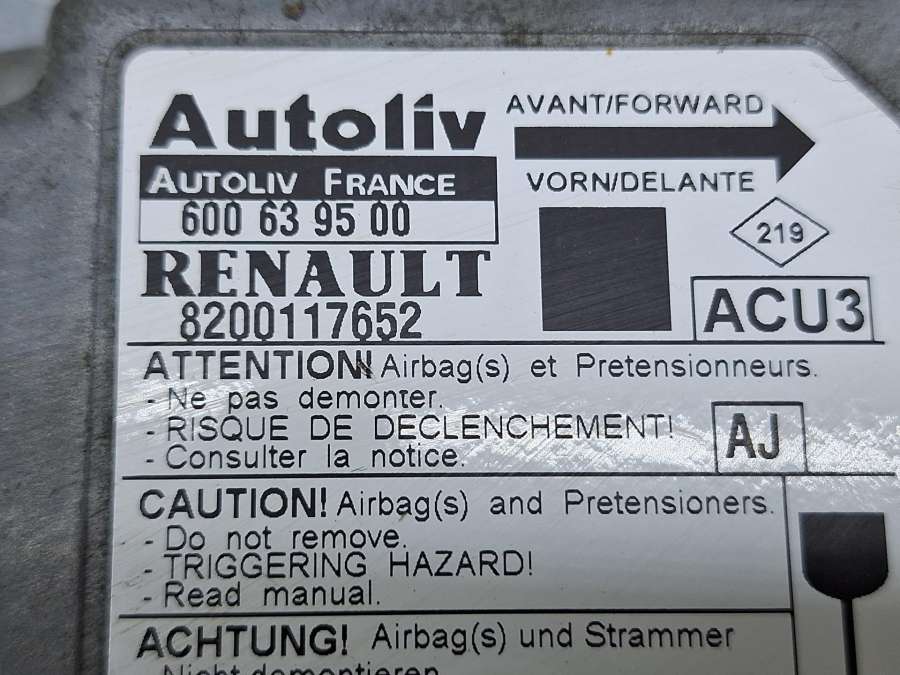 Autoliv
AVANT/FORWARD
AUTOLIV FRANCE
VORN/DELANTE
600 63 95 00
219
RENAULT
ACU3
8200117652
ATTENTION! Airbag(s) et Pretensionneurs.
- Ne pas demonter.
- RISQUE DE DECLENCHEMENT!
AJ
- Consulter la notice.
CAUTION! Airbag(s) and Pretensioners.
- Do not remove.
- TRIGGERING HAZARD!
- Read manual.
ACHTUNG! Airbag(s) und Strammer
- Nicht demontieren.